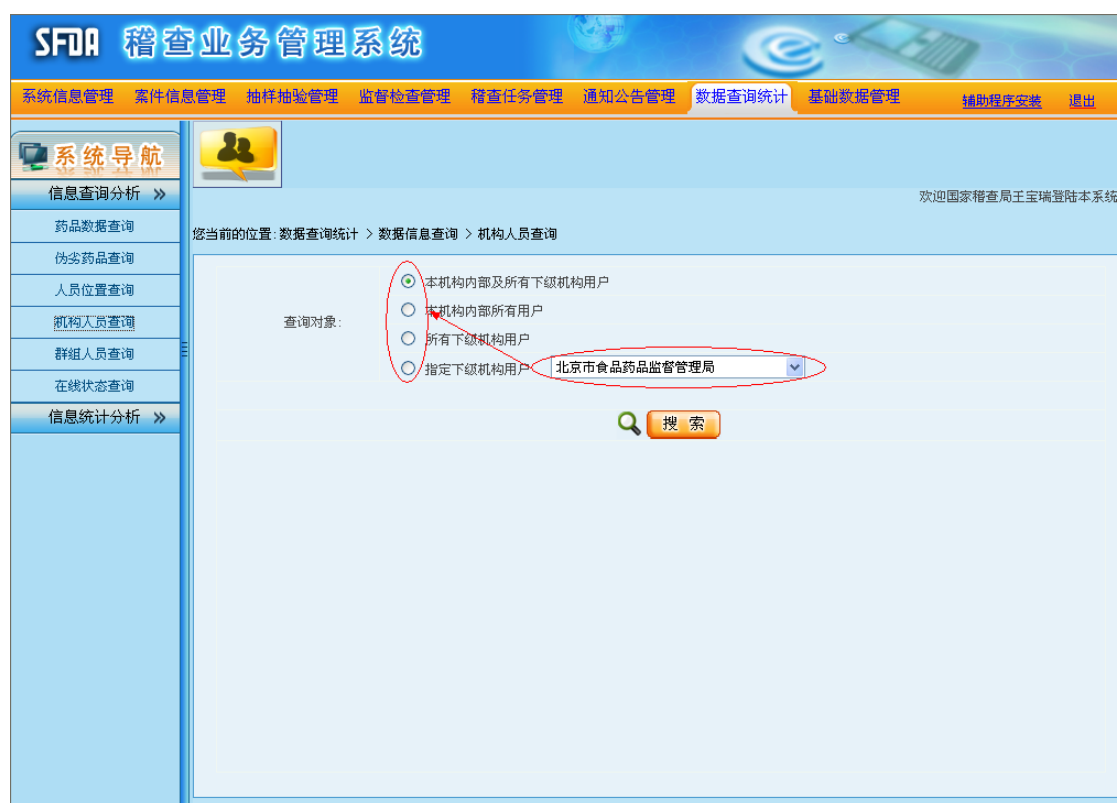 SFDA 稽查业务管理系统
系统信息管理 案件信息管理 抽样抽验管理 监督检查管理 稽查任务管理 通知公告管理 数据查询统计 基础数据管理 辅助程序安装 退出
系统导航
信息查询分析 »
药品数据查询
伪劣药品查询
人员位置查询
机构人员查询
群组人员查询
在线状态查询
信息统计分析 »
欢迎国家稽查局王宝瑞登陆本系统
您当前的位置:数据查询统计 > 数据信息查询 > 机构人员查询
查询对象:
本机构内部及所有下级机构用户
本机构内部所有用户
所有下级机构用户
指定下级机构用户 北京市食品药品监督管理局
搜 索